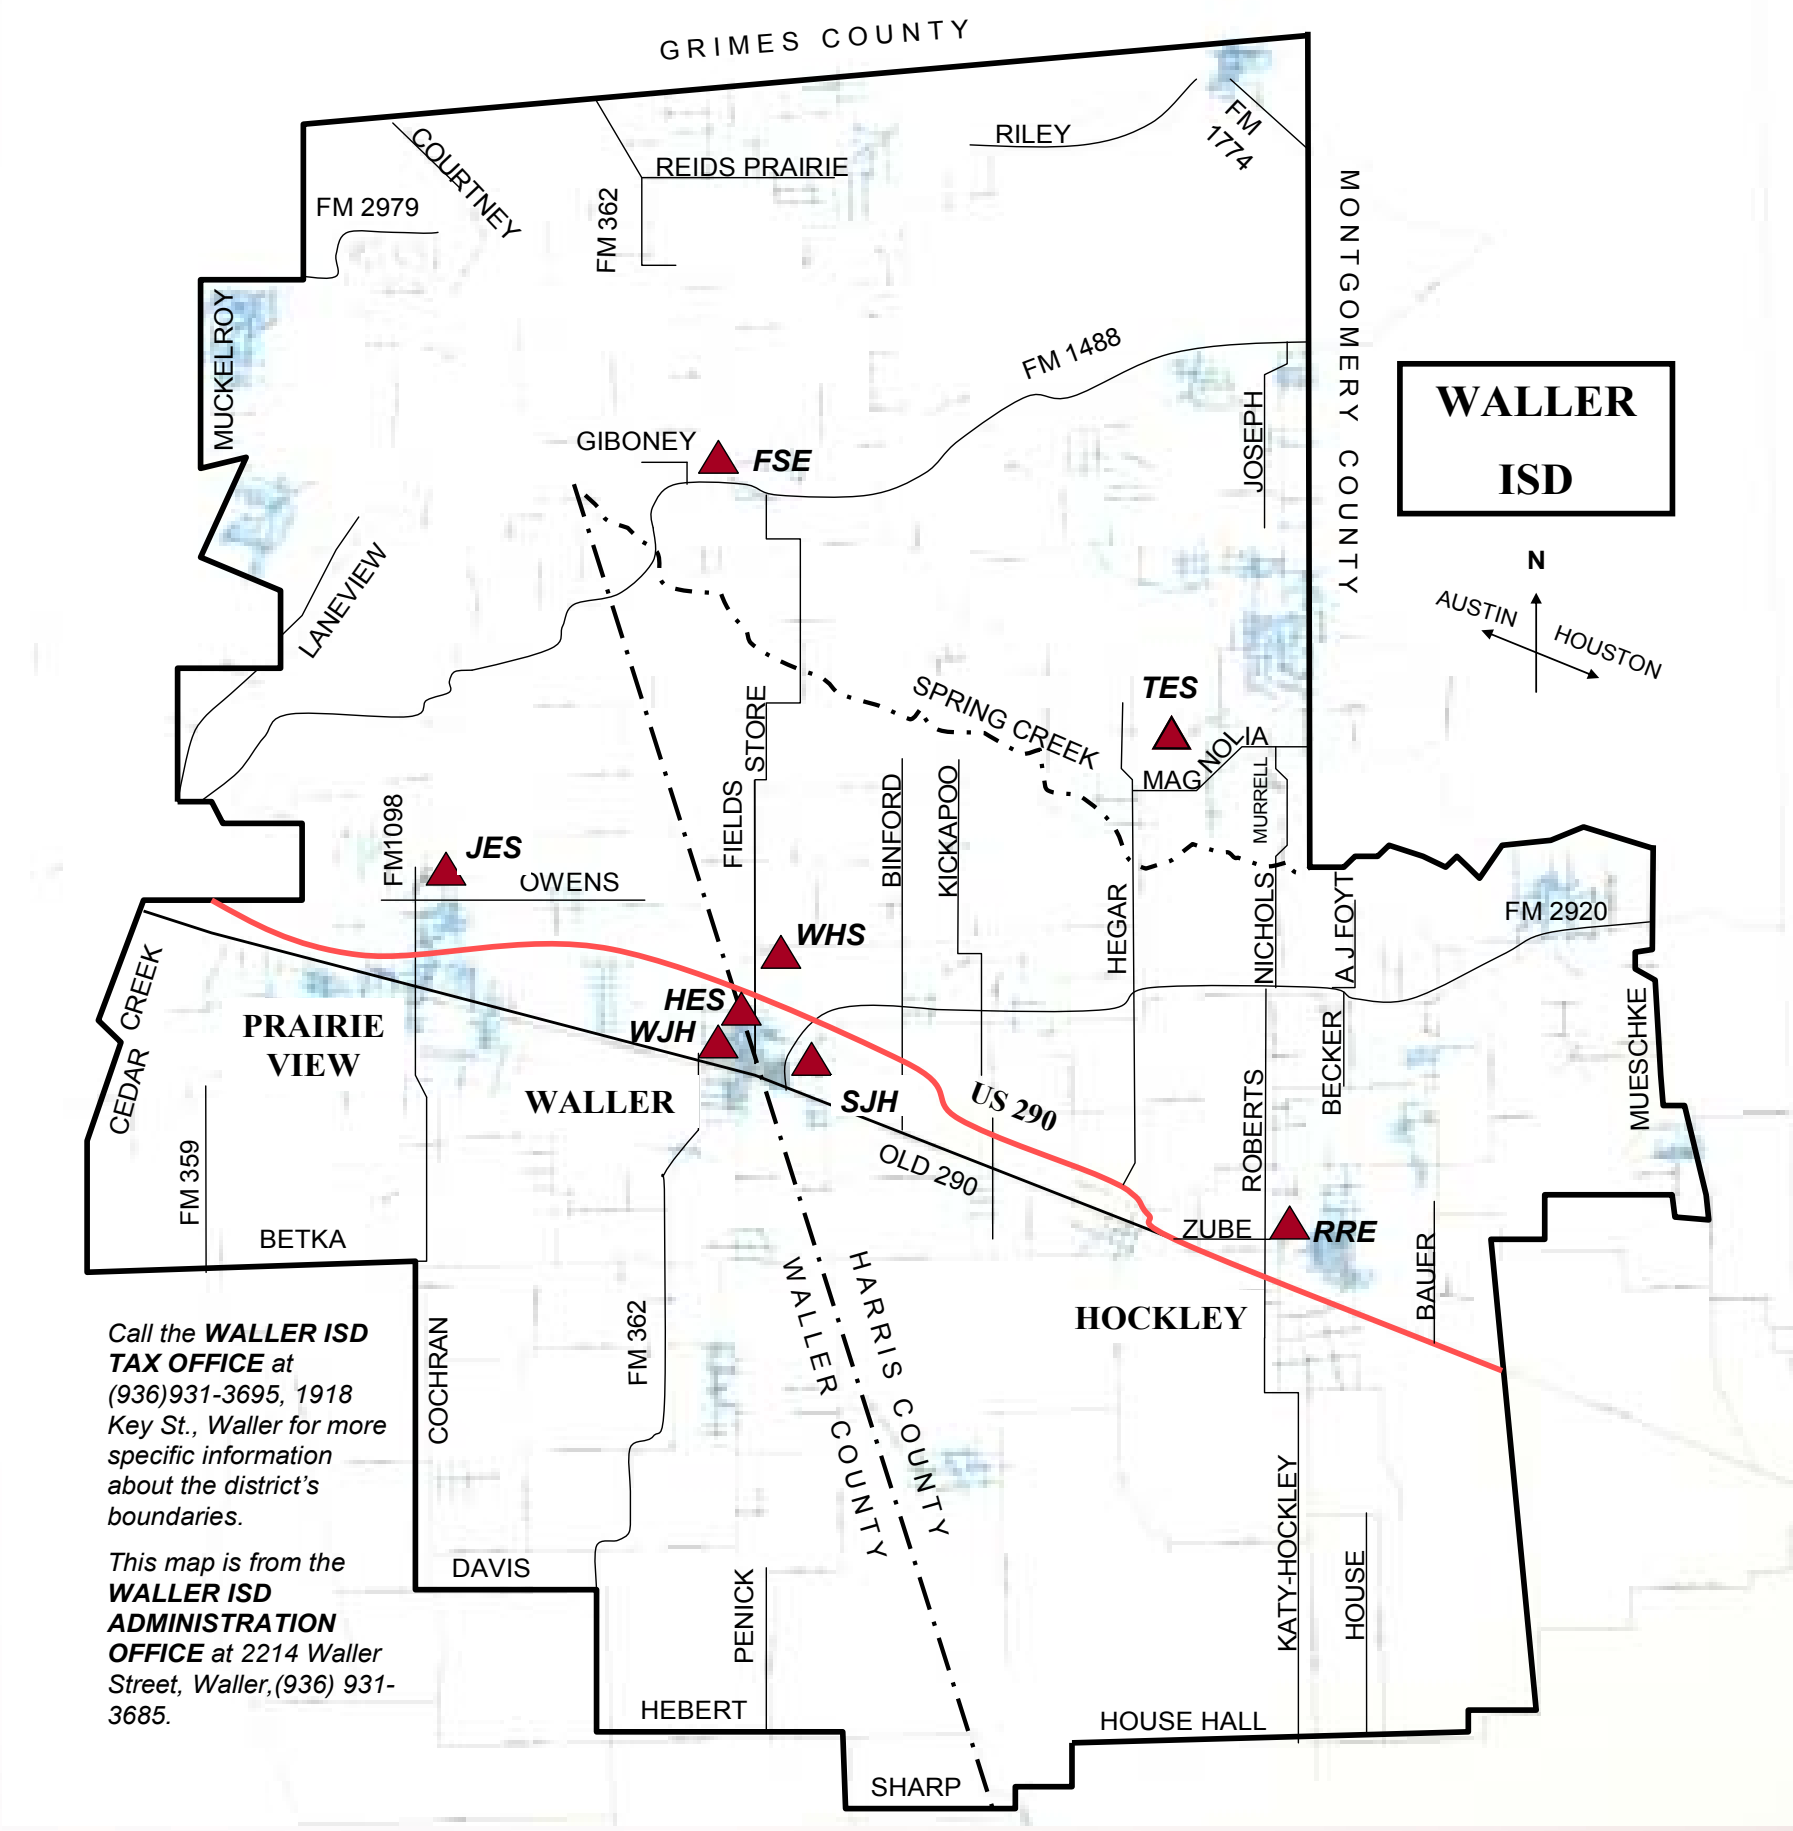 GRIMES COUNTY
COURTNEY
REIDS PRAIRIE
RILEY
FM
1774
FM 2979
FM 362
MONTGOMERY COUNTY
MUCKELROY
FM 1488
WALLER
ISD
JOSEPH
GIBONEY
FSE
N
AUSTIN
HOUSTON
LANEVIEW
TES
SPRING CREEK
STORE
FIELDS
MAGNOLIA
MURRELL
BINFORD
KICKAPOO
FM1098
JES
OWENS
HEGAR
NICHOLS
A J FOYT
FM 2920
WHS
CEDAR CREEK
HES
WJH
PRAIRIE
VIEW
MUESCHKE
BECKER
WALLER
SJH
US 290
ROBERTS
OLD 290
FM 359
BETKA
ZUBE
RRE
BAUER
HARRIS COUNTY
WALLER COUNTY
HOCKLEY
FM 362
COCHRAN
Call the WALLER ISD
TAX OFFICE at
(936)931-3695, 1918
Key St., Waller for more
specific information
about the district's
boundaries.
This map is from the
WALLER ISD
ADMINISTRATION
OFFICE at 2214 Waller
Street, Waller,(936) 931-
3685.
DAVIS
PENICK
KATY-HOCKLEY
HOUSE
HEBERT
HOUSE HALL
SHARP